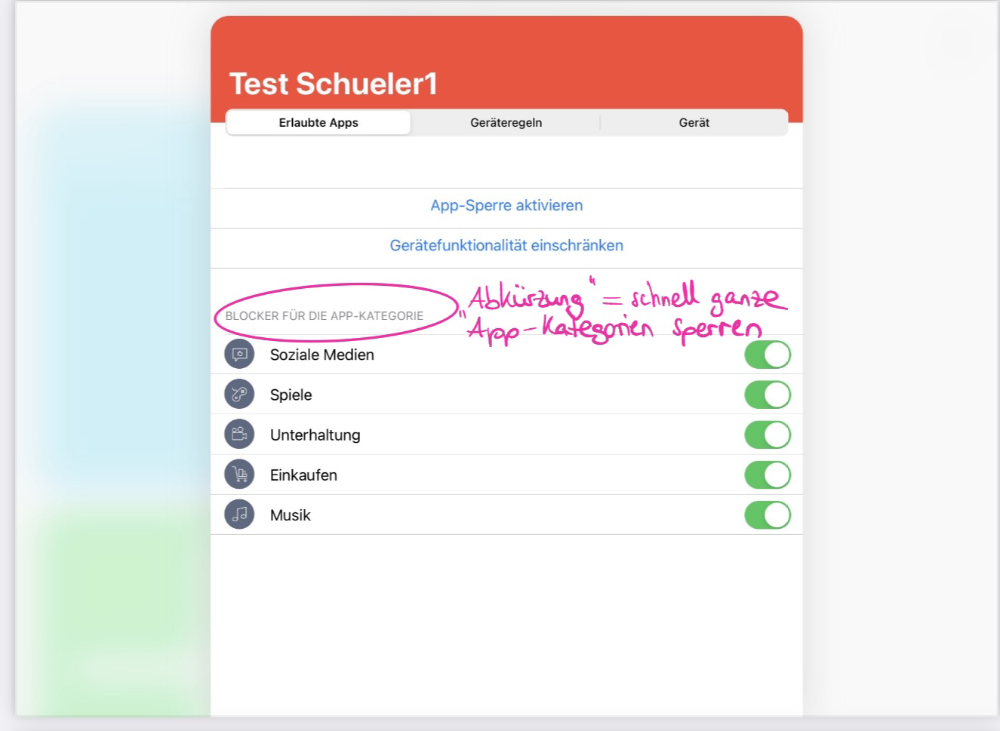 Test Schueler1
Erlaubte Apps Geräteregeln Gerät
App-Sperre aktivieren
Gerätefunktionalität einschränken
BLOCKER FÜR DIE APP-KATEGORIE
"Abkürzung" = schnell ganze
App-Kategorien sperren
Soziale Medien
Spiele
Unterhaltung
Einkaufen
Musik